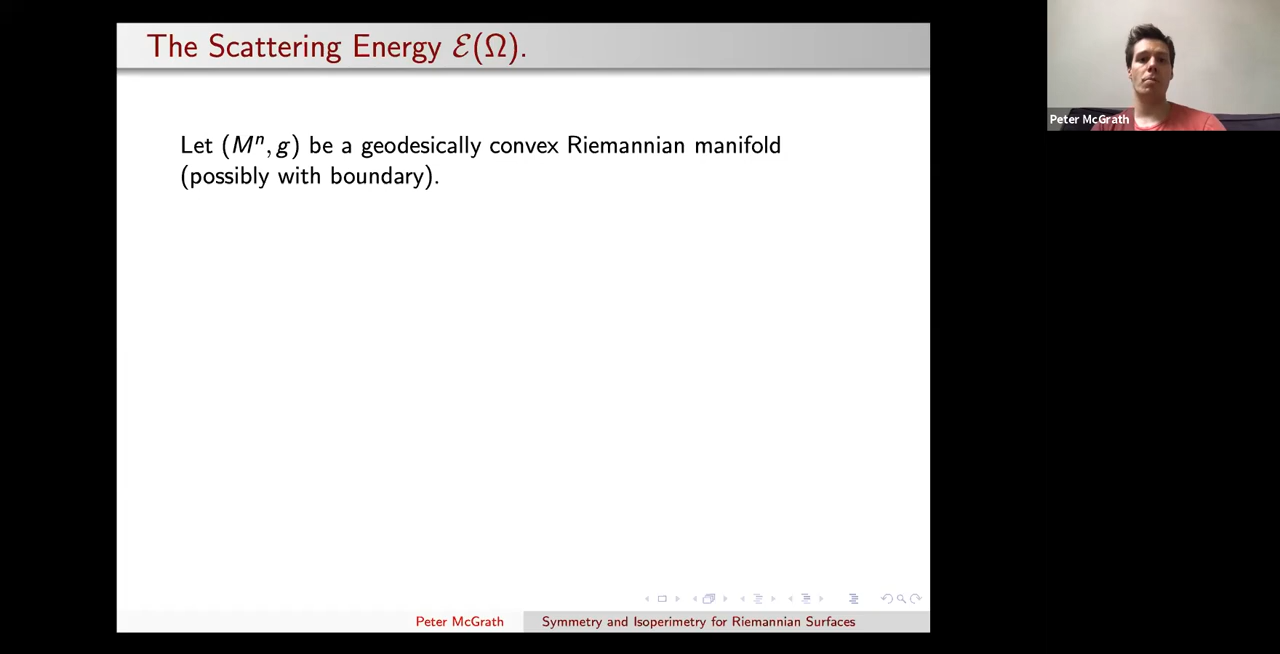 The Scattering Energy ℰ(Ω).
Let (Mⁿ, g) be a geodesically convex Riemannian manifold
(possibly with boundary).
Peter McGrath
Peter McGrath
Symmetry and Isoperimetry for Riemannian Surfaces